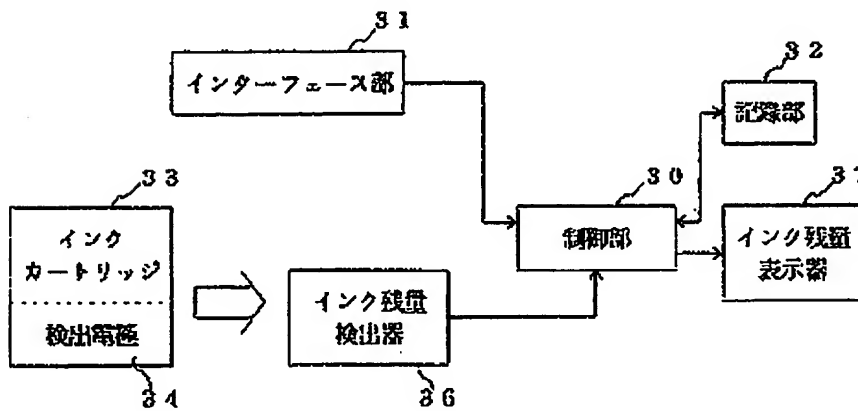 31
インターフェース部
32
記録部
33
インク
カートリッジ
検出電極
34
30
制御部
37
インク残量
表示器
インク残量
検出器
36